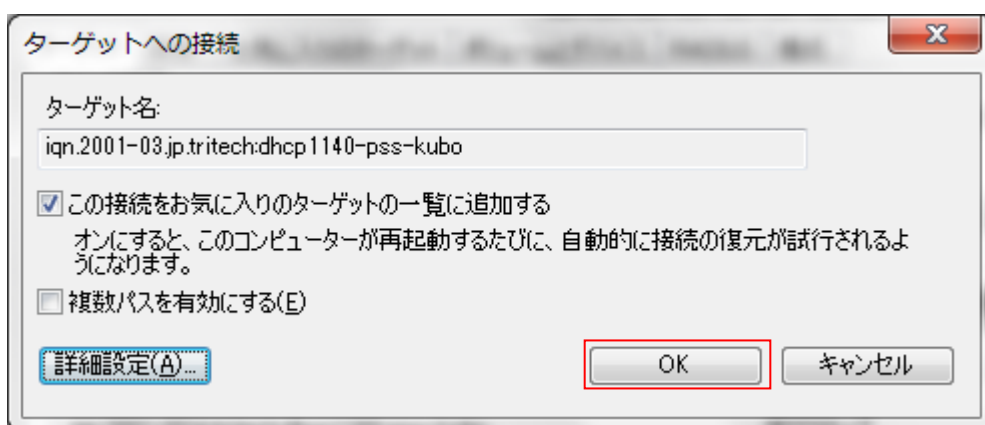 ターゲットへの接続
ターゲット名:
iqn.2001-03.jp.tritech:dhcp1140-pss-kubo
この接続をお気に入りのターゲットの一覧に追加する
オンにすると、このコンピューターが再起動するたびに、自動的に接続の復元が試行されるよ
うになります。
複数パスを有効にする(E)
詳細設定(A)... OK キャンセル